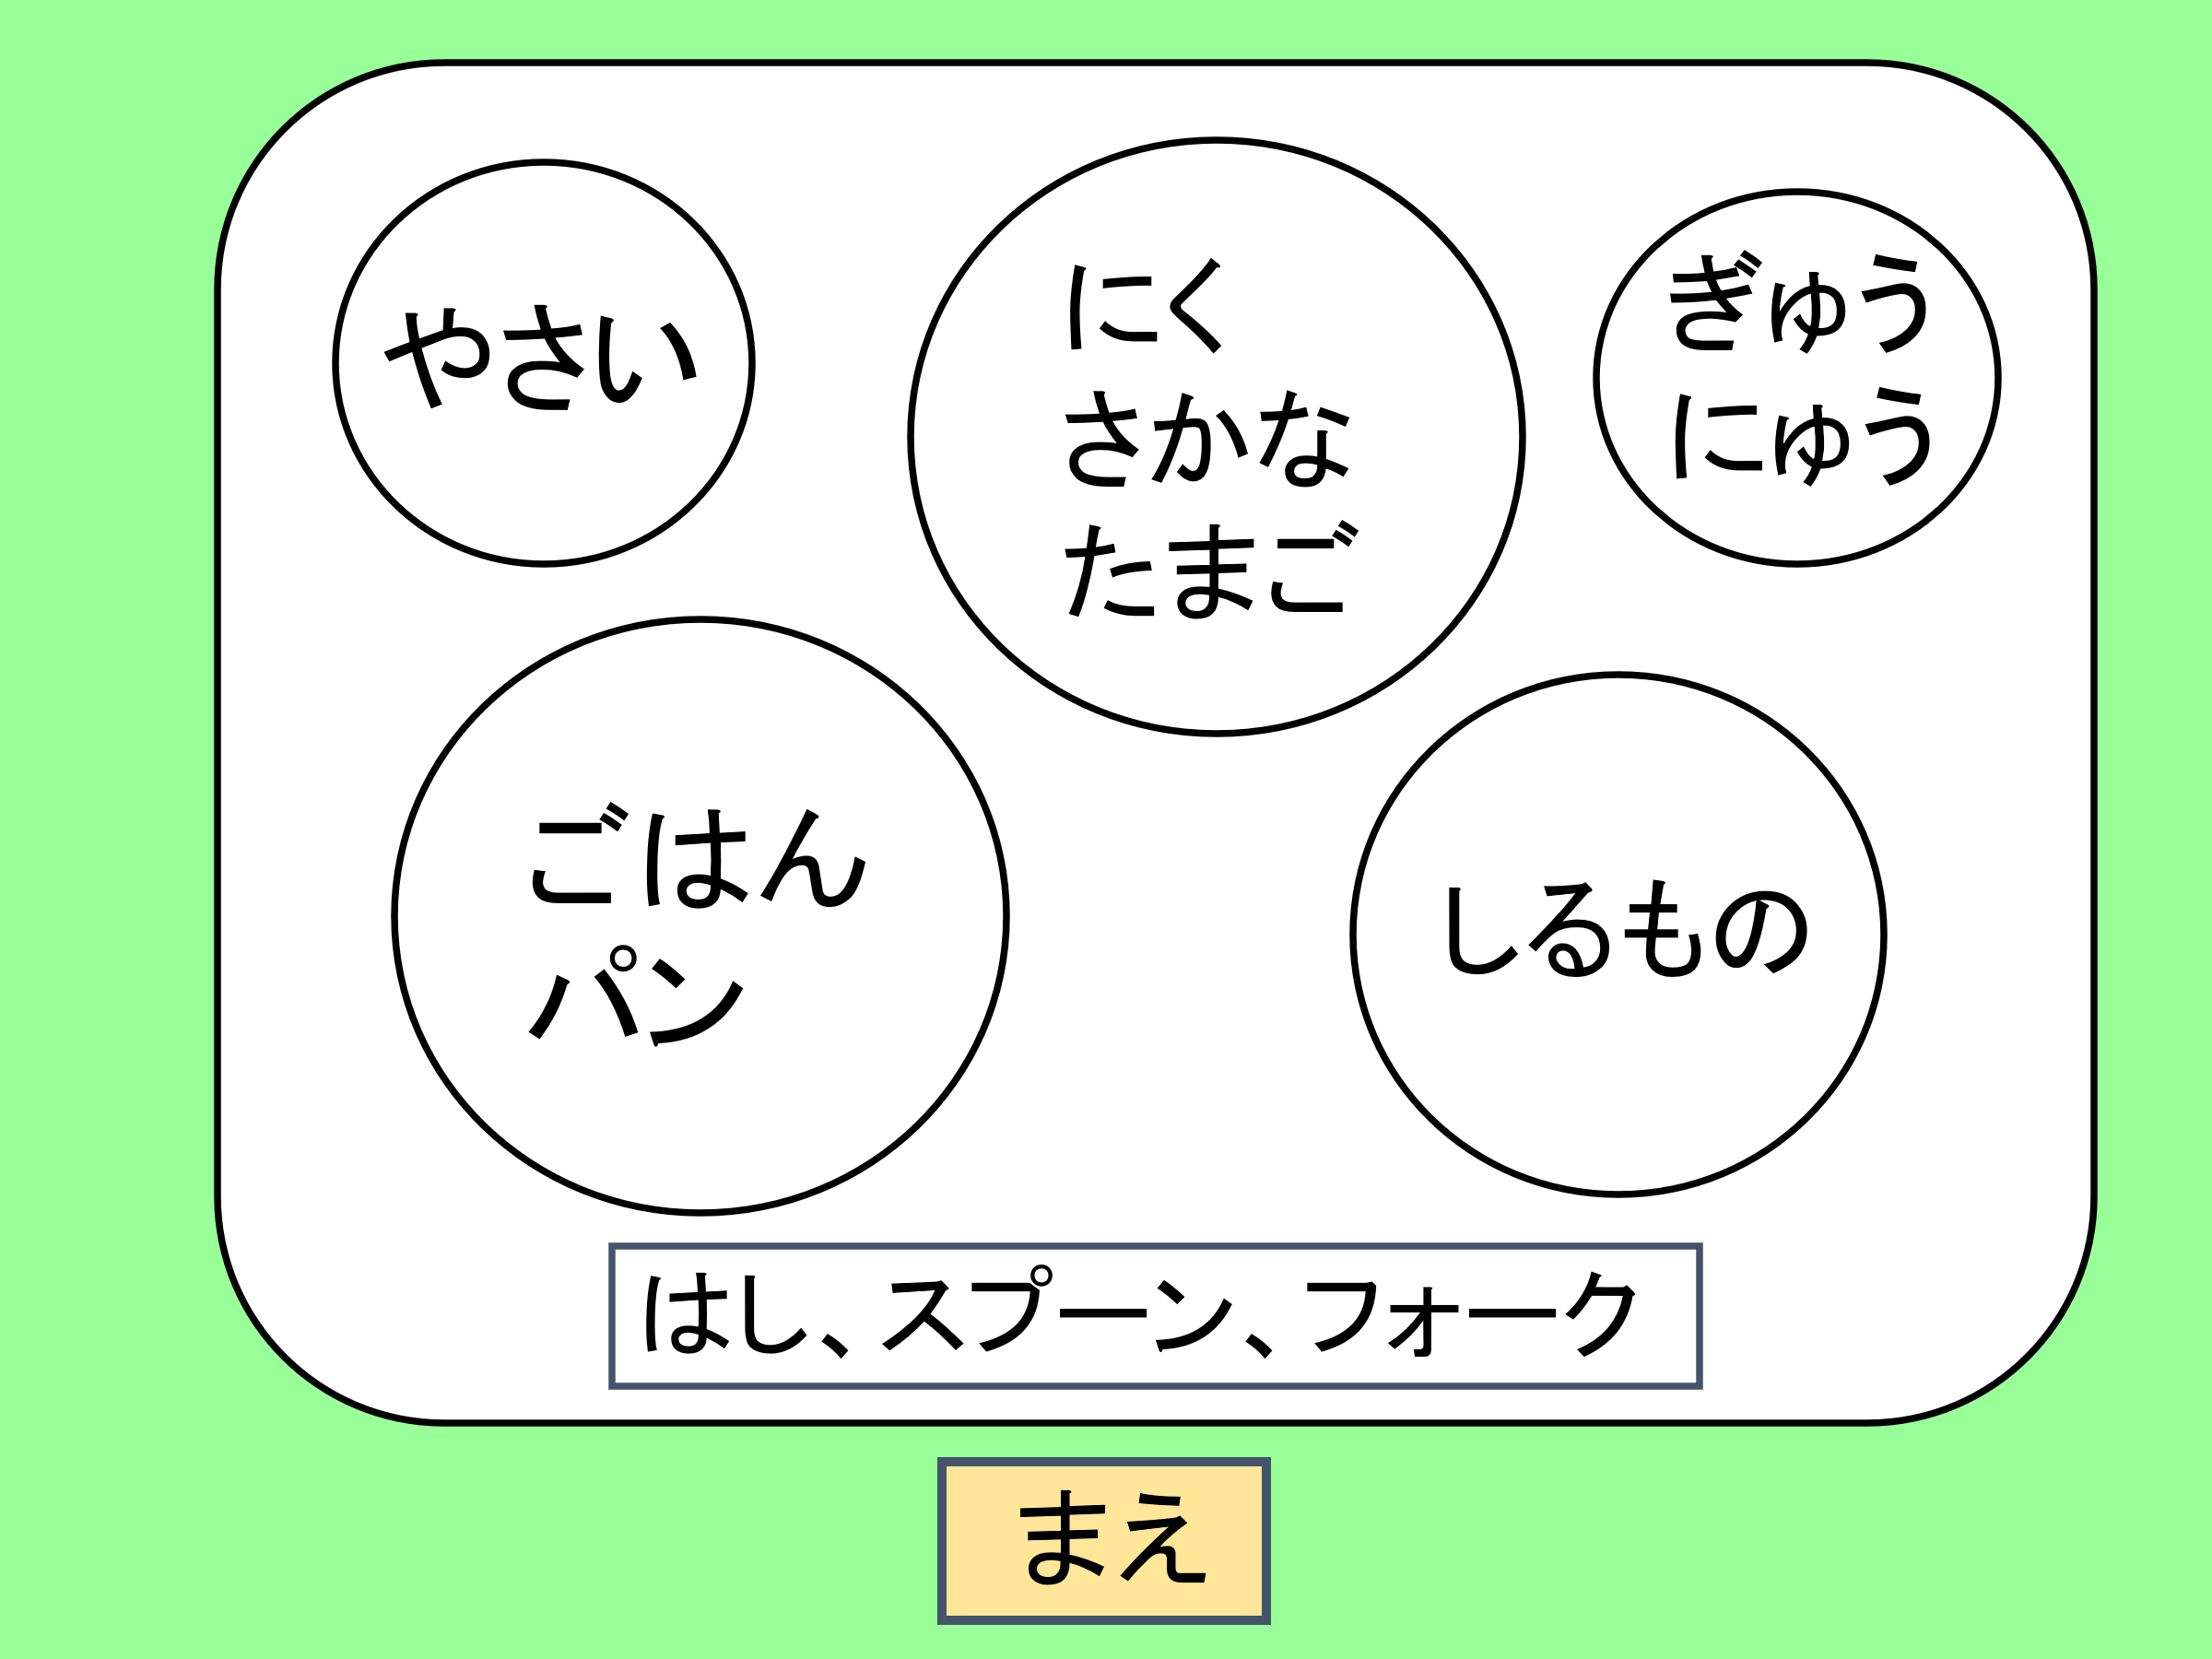 やさい
にく
さかな
たまご
ぎゅう
にゅう
ごはん
パン
しるもの
はし、スプーン、フォーク
まえ